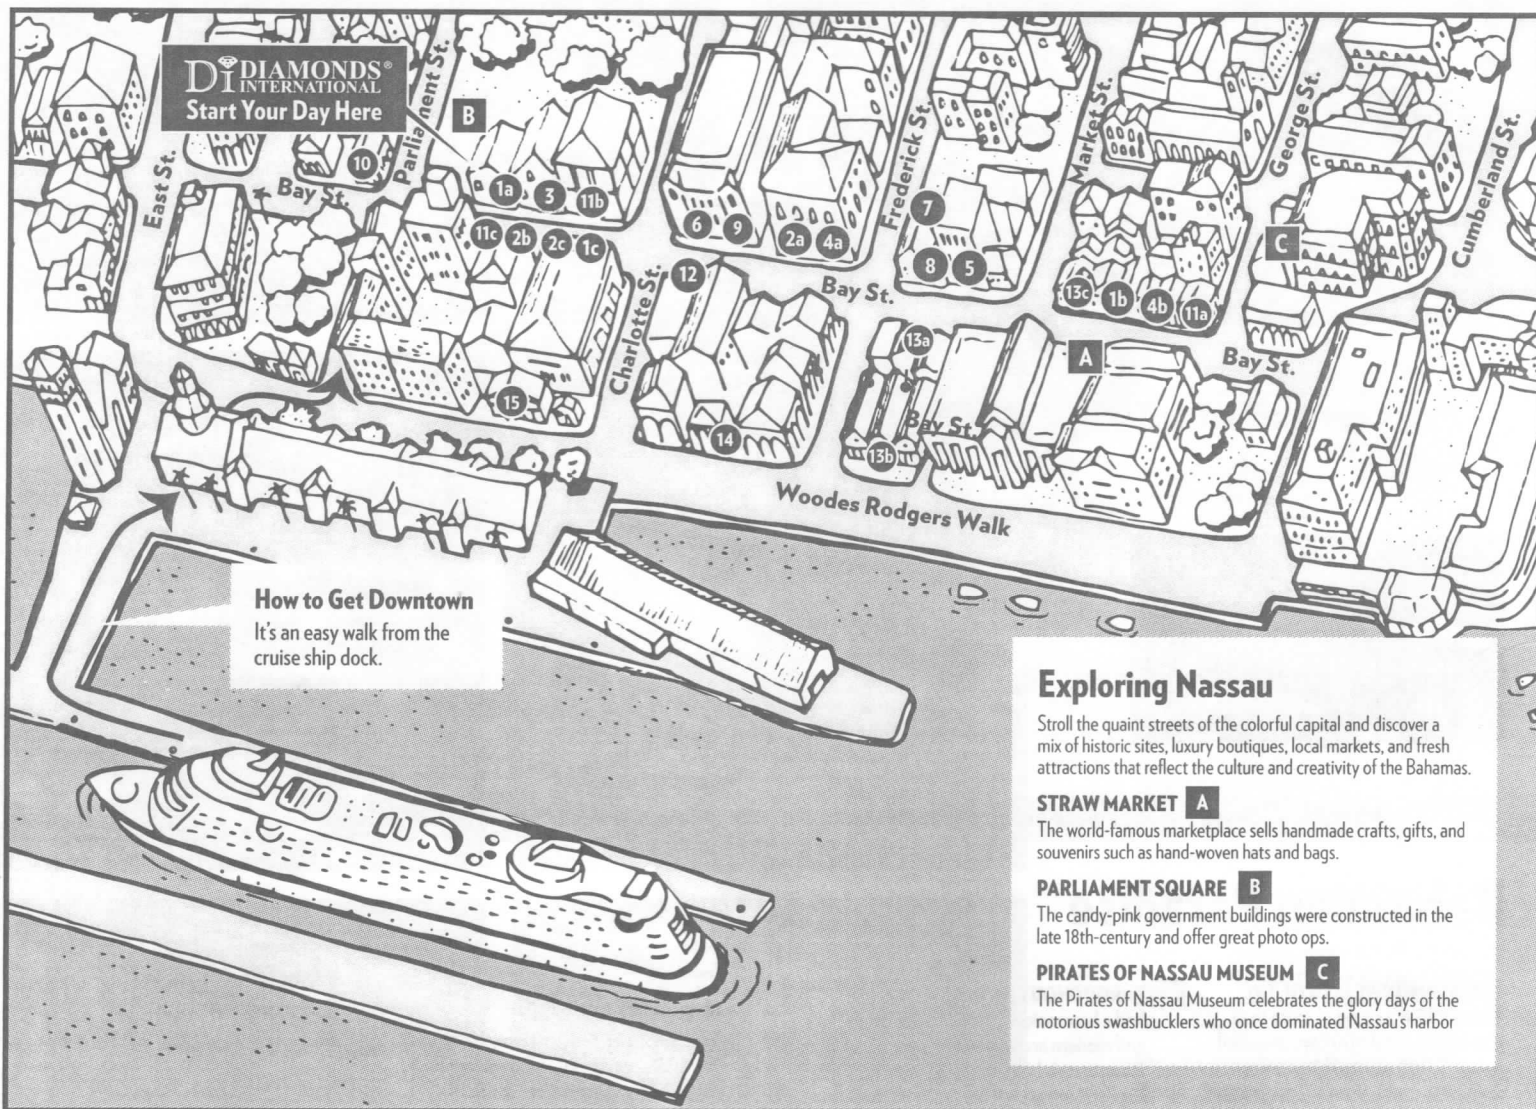 Di DIAMONDS®
INTERNATIONAL
Start Your Day Here
Parliament St.
B
East St.
10
Bay St.
1a
3
11b
11c
2b
2c
1c
6
9
2a
4a
Frederick St.
7
8
5
Market St.
George St.
Cumberland St.
C
13c
1b
4b
11a
Bay St.
Charlotte St.
12
13a
A
Bay St.
15
14
Bay St.
13b
Woodes Rodgers Walk
How to Get Downtown
It's an easy walk from the
cruise ship dock.
Exploring Nassau
Stroll the quaint streets of the colorful capital and discover a
mix of historic sites, luxury boutiques, local markets, and fresh
attractions that reflect the culture and creativity of the Bahamas.
STRAW MARKET A
The world-famous marketplace sells handmade crafts, gifts, and
souvenirs such as hand-woven hats and bags.
PARLIAMENT SQUARE B
The candy-pink government buildings were constructed in the
late 18th-century and offer great photo ops.
PIRATES OF NASSAU MUSEUM C
The Pirates of Nassau Museum celebrates the glory days of the
notorious swashbucklers who once dominated Nassau's harbor